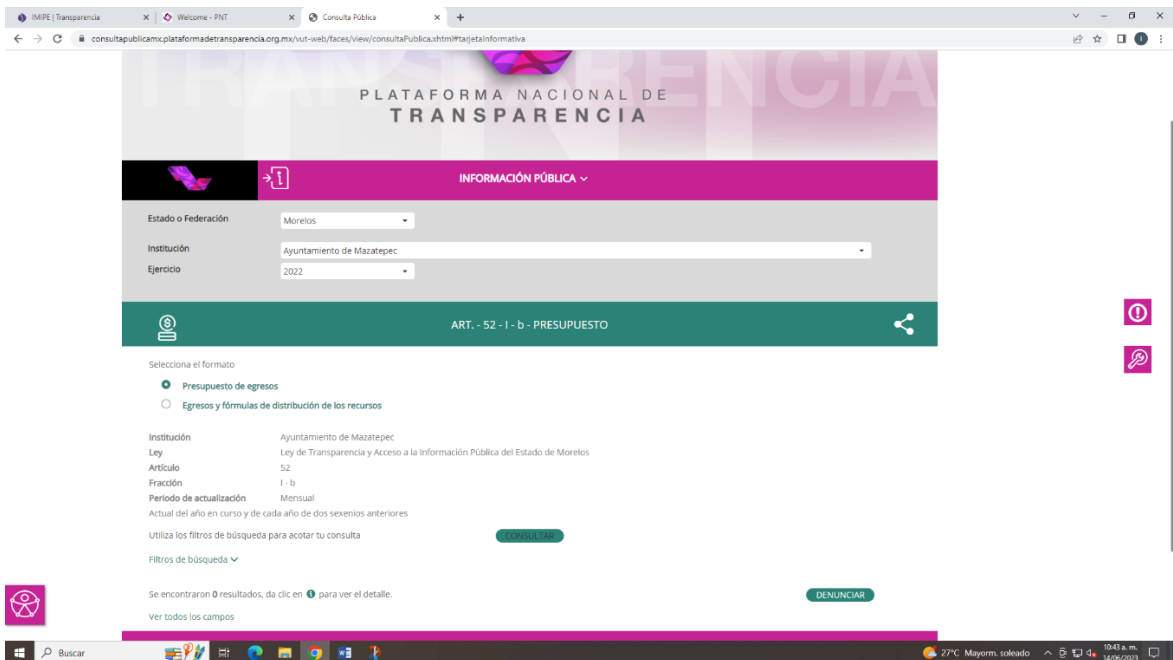 IMIPE | Transparencia
Welcome - PNT
Consulta Pública
consultapublicamx.plataformadetransparencia.org.mx/vut-web/faces/view/consultaPublica.xhtml#tarjetaInformativa
TRANSPARENCIA
PLATAFORMA NACIONAL DE
TRANSPARENCIA
INFORMACIÓN PÚBLICA
Estado o Federación Morelos
Institución Ayuntamiento de Mazatepec
Ejercicio 2022
ART. - 52 - I - b - PRESUPUESTO
Selecciona el formato
Presupuesto de egresos
Egresos y fórmulas de distribución de los recursos
Institución Ayuntamiento de Mazatepec
Ley Ley de Transparencia y Acceso a la Información Pública del Estado de Morelos
Artículo 52
Fracción I - b
Periodo de actualización Mensual
Actual del año en curso y de cada año de dos sexenios anteriores
Utiliza los filtros de búsqueda para acotar tu consulta CONSULTAR
Filtros de búsqueda
Se encontraron 0 resultados, da clic en i para ver el detalle. DENUNCIAR
Ver todos los campos
Buscar 27°C Mayorm. soleado 10:43 a. m.
14/06/2023